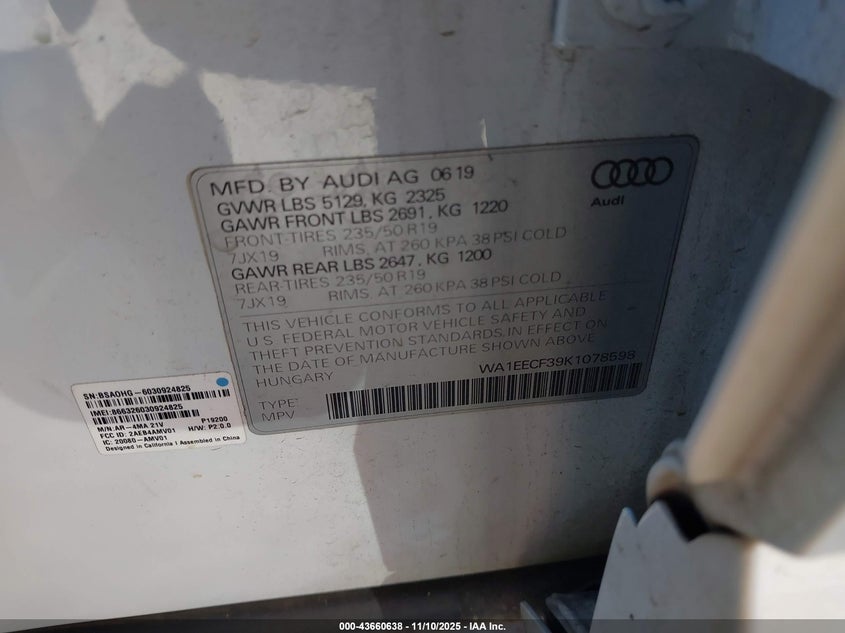 MFD. BY AUDI AG 06 19
GVWR LBS 5129, KG 2325
GAWR FRONT LBS 2691, KG 1220
FRONT-TIRES 235/50 R19
7JX19 RIMS, AT 260 KPA 38 PSI COLD
GAWR REAR LBS 2647, KG 1200
REAR-TIRES 235/50 R19
7JX19 RIMS, AT 260 KPA 38 PSI COLD
Audi
THIS VEHICLE CONFORMS TO ALL APPLICABLE
U.S. FEDERAL MOTOR VEHICLE SAFETY AND
THEFT PREVENTION STANDARDS IN EFFECT ON
THE DATE OF MANUFACTURE SHOWN ABOVE
HUNGARY WA1EECF39K1078598
TYPE:
MPV
SN:BSAOHQ-6030924825
IMEI:866326030924825
M/N:AR-4MA 21V P19200
FCC ID: 2AEB4AMV01 H/W: P2.0.0
IC: 20080-AMV01
Designed in California | Assembled in China
000-43660638 - 11/10/2025 - IAA Inc.